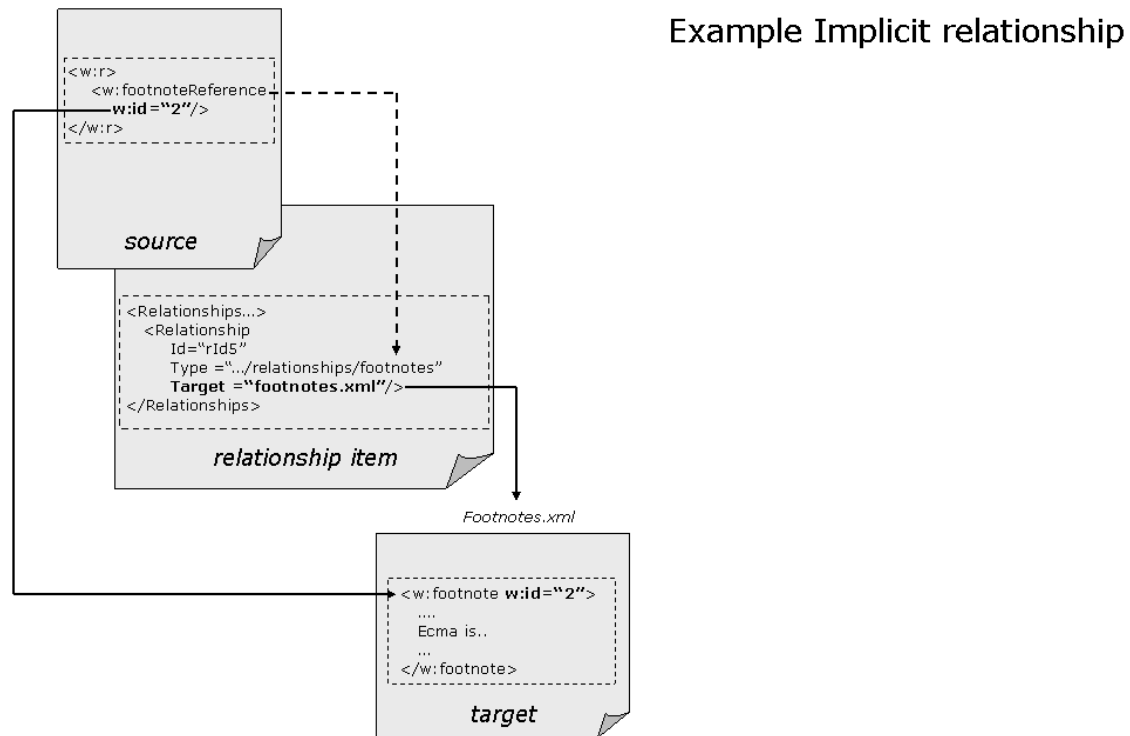 Example Implicit relationship
<w:r>
<w:footnoteReference
w:id=“2”/>
</w:r>
source
<Relationships...>
<Relationship
Id=“rId5”
Type =“.../relationships/footnotes”
Target =“footnotes.xml”/>
</Relationships>
relationship item
Footnotes.xml
<w:footnote w:id=“2”>
....
Ecma is..
...
</w:footnote>
target